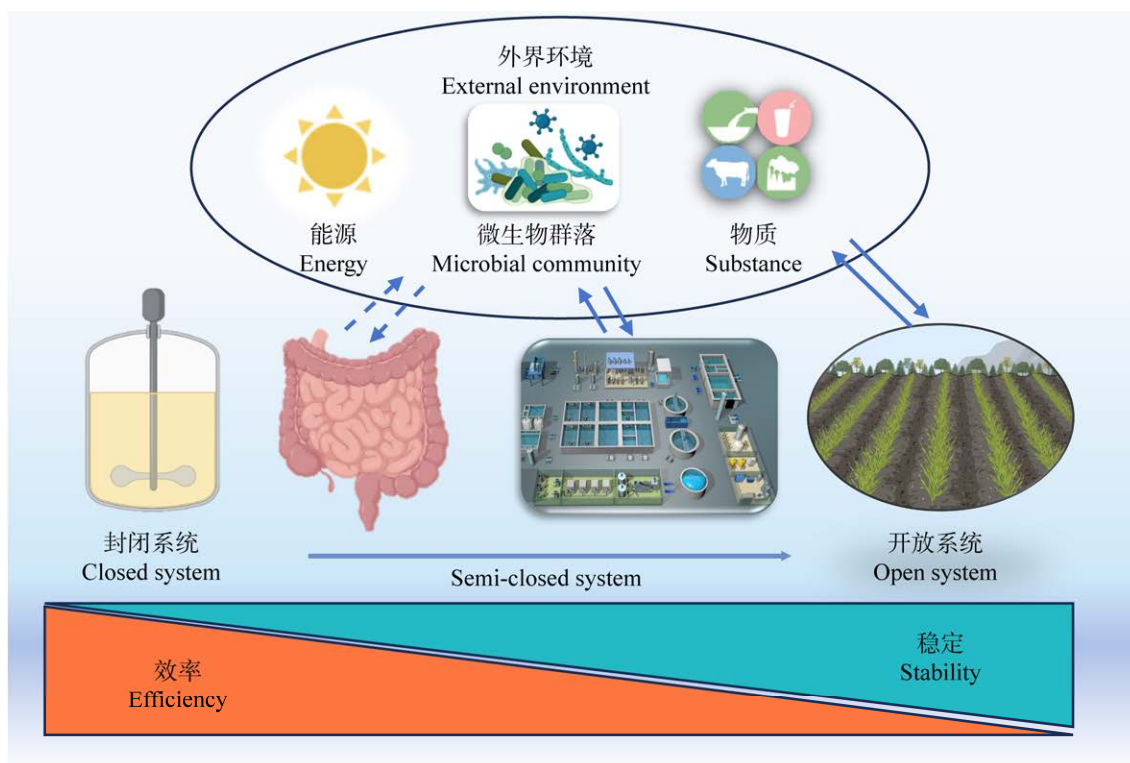 外界环境
External environment
能源
Energy
微生物群落
Microbial community
物质
Substance
封闭系统
Closed system
Semi-closed system
开放系统
Open system
效率
Efficiency
稳定
Stability